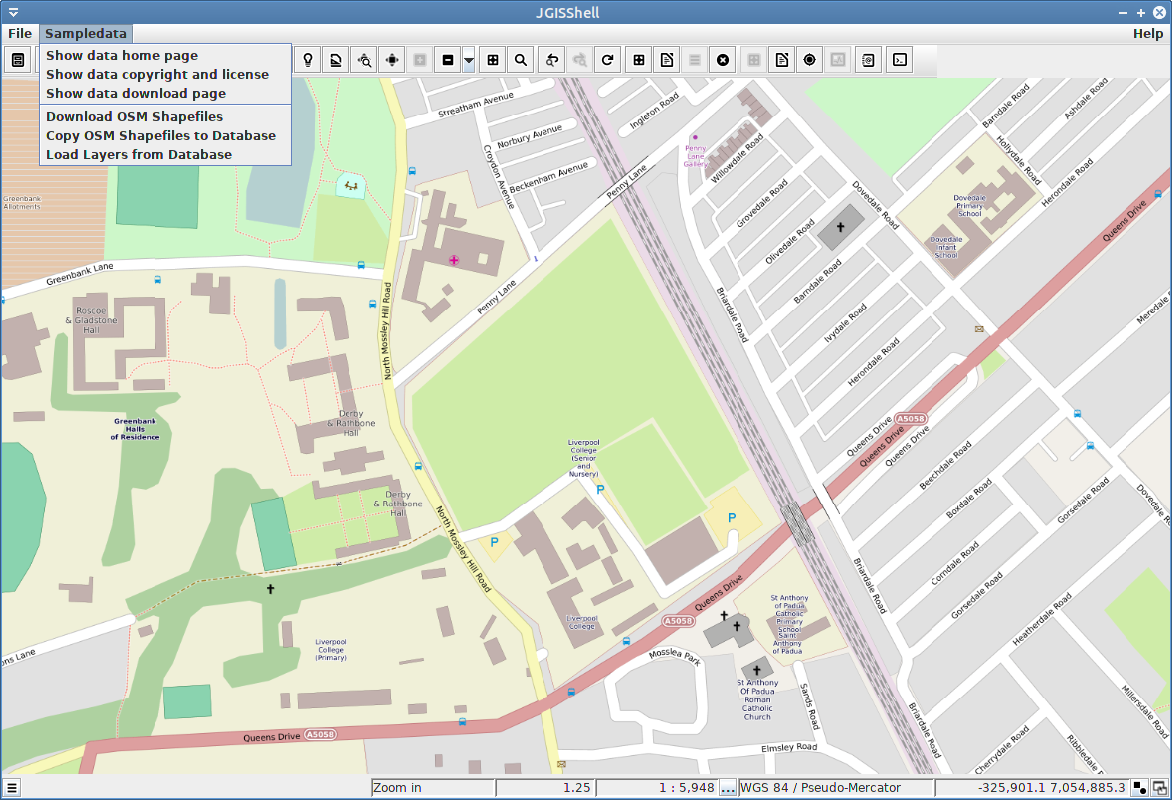 JGISShell
File
Sampledata
Help
Show data home page
Show data copyright and license
Show data download page
Download OSM Shapefiles
Copy OSM Shapefiles to Database
Load Layers from Database
Streatham Avenue
Norbury Avenue
Beckenham Avenue
Croydon Avenue
Ingleton Road
Penny Lane
Penny
Lane
Gallery
Willowdale Road
Grovedale Road
Olivedale Road
Barndale Road
Ivydale Road
Herondale Road
Dovedale Road
Barndale Road
Ashdale Road
Hollydale Road
Herondale Road
Dovedale
Primary
School
Dovedale
Infant
School
Queens Drive
Meredale
Greenbank
Allotments
Greenbank Lane
Roscoe
& Gladstone
Hall
North Mossley Hill Road
Penny Lane
Briardale Road
Greenbank
Halls
of Residence
Derby
& Rathbone
Hall
Derby
& Rathbone
Hall
Liverpool
College
(Senior
and
Nursery)
P
P
P
Queens Drive
A5058
Queens Drive
Queens Drive
Beechdale Road
Boxdale Road
Corndale Road
Gorsedale Road
Gorsedale Road
Dovedale R
Heatherdale Road
Millersdale Road
Briardale Road
Briardale Road
Cherrydale Road
Ribbledale
North Mossley Hill Road
Queens Drive
A5058
St Anthony
of Padua
Catholic
Primary
School
Saint
Anthony
of Padua
Liverpool
College
Liverpool
College
(Primary)
ons Lane
Mosslea Park
St Anthony
Of Padua
Roman
Catholic
Church
Sands Road
Elmsley Road
Queens Drive
A5058
Zoom in
1.25
1 : 5,948
...
WGS 84 / Pseudo-Mercator
-325,901.1 7,054,885.3